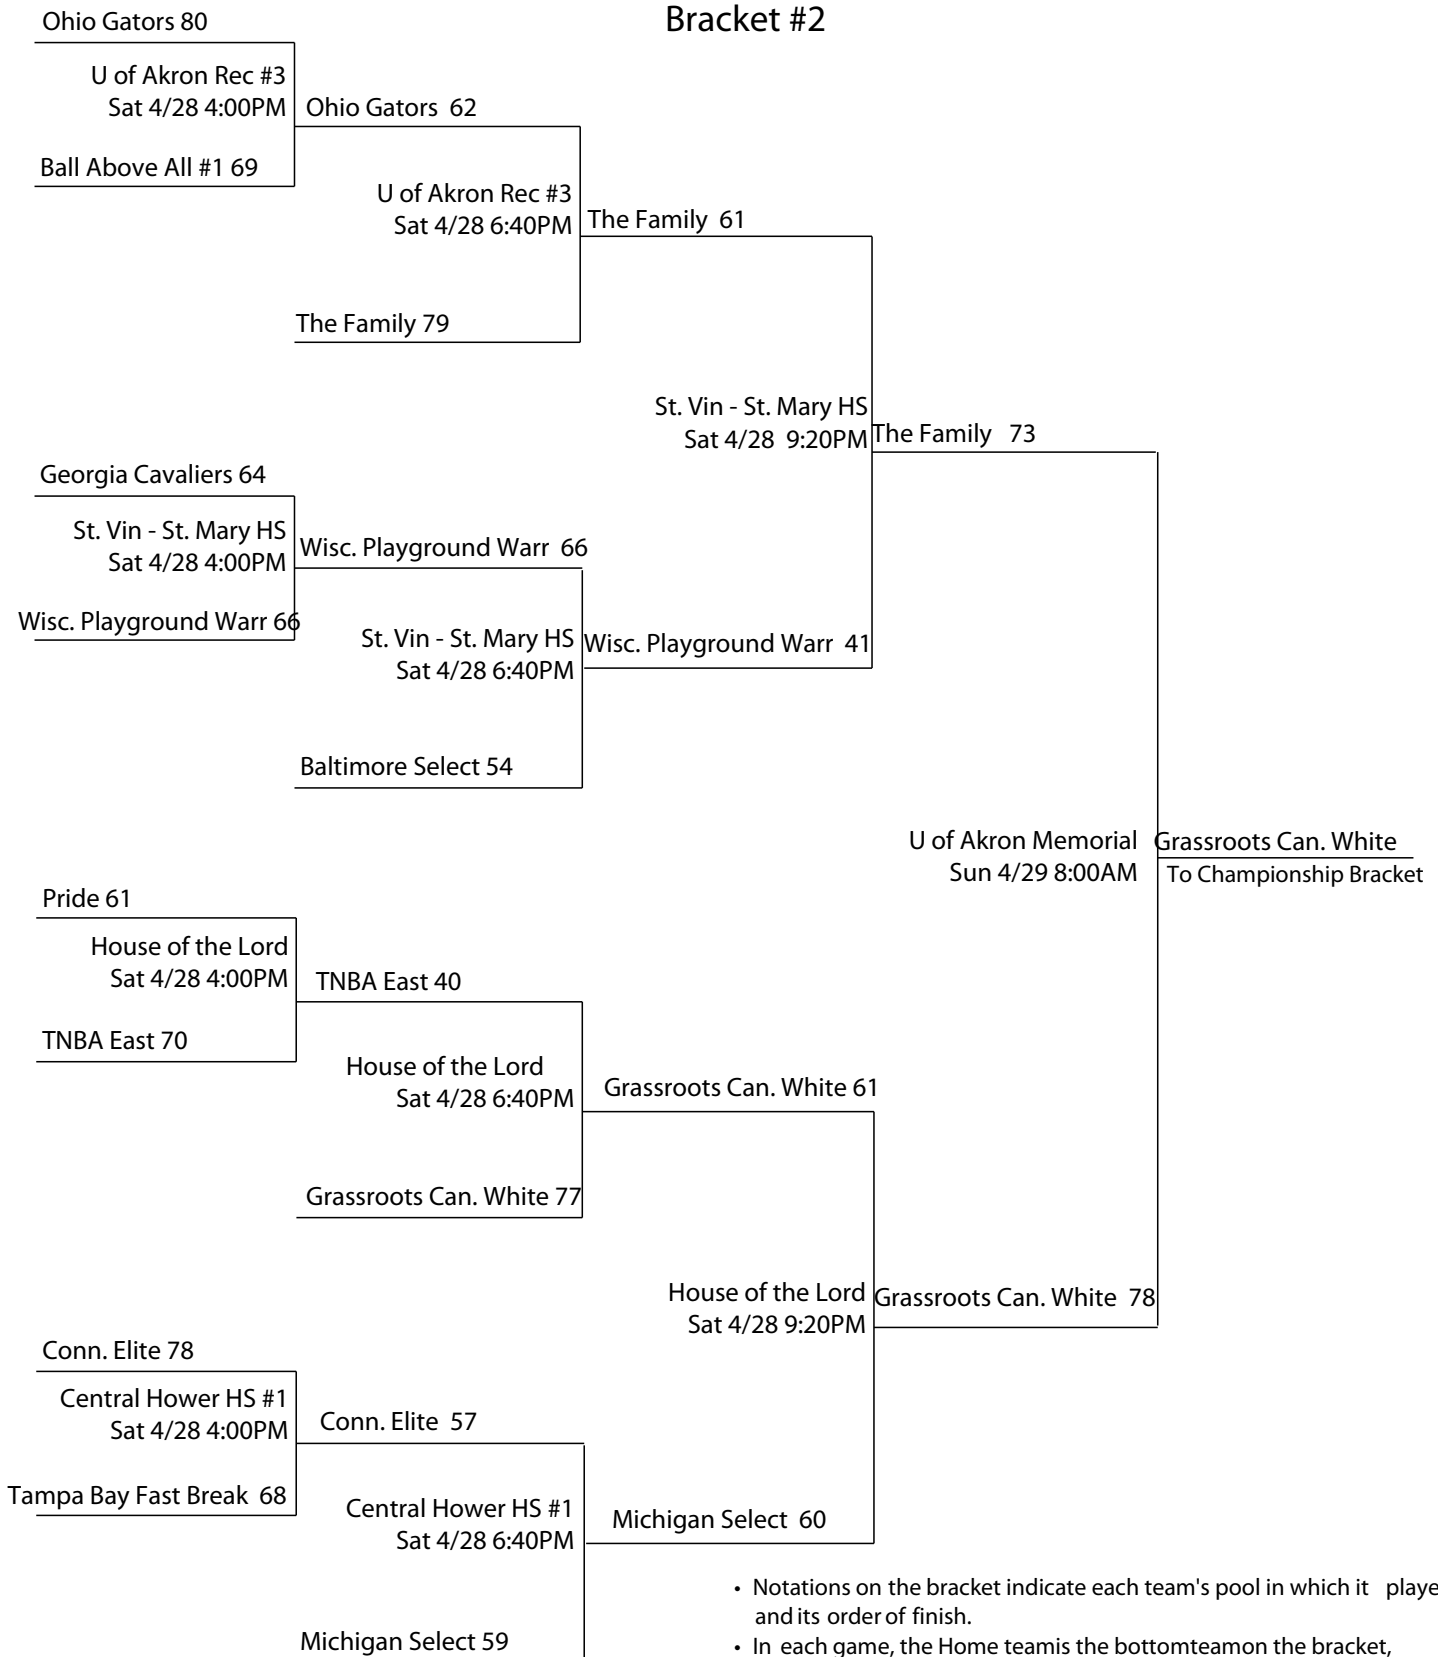 Bracket #2
Ohio Gators 80
U of Akron Rec #3
Sat 4/28 4:00PM
Ohio Gators 62
Ball Above All #1 69
U of Akron Rec #3
Sat 4/28 6:40PM
The Family 61
The Family 79
St. Vin - St. Mary HS
Sat 4/28 9:20PM
The Family 73
Georgia Cavaliers 64
St. Vin - St. Mary HS
Sat 4/28 4:00PM
Wisc. Playground Warr 66
Wisc. Playground Warr 66
St. Vin - St. Mary HS
Sat 4/28 6:40PM
Wisc. Playground Warr 41
Baltimore Select 54
U of Akron Memorial
Sun 4/29 8:00AM
Grassroots Can. White
To Championship Bracket
Pride 61
House of the Lord
Sat 4/28 4:00PM
TNBA East 40
TNBA East 70
House of the Lord
Sat 4/28 6:40PM
Grassroots Can. White 61
Grassroots Can. White 77
House of the Lord
Sat 4/28 9:20PM
Grassroots Can. White 78
Conn. Elite 78
Central Hower HS #1
Sat 4/28 4:00PM
Conn. Elite 57
Tampa Bay Fast Break 68
Central Hower HS #1
Sat 4/28 6:40PM
Michigan Select 60
Michigan Select 59
• Notations on the bracket indicate each team's pool in which it playe
and its order of finish.
• In each game, the Home teamis the bottomteamon the bracket,